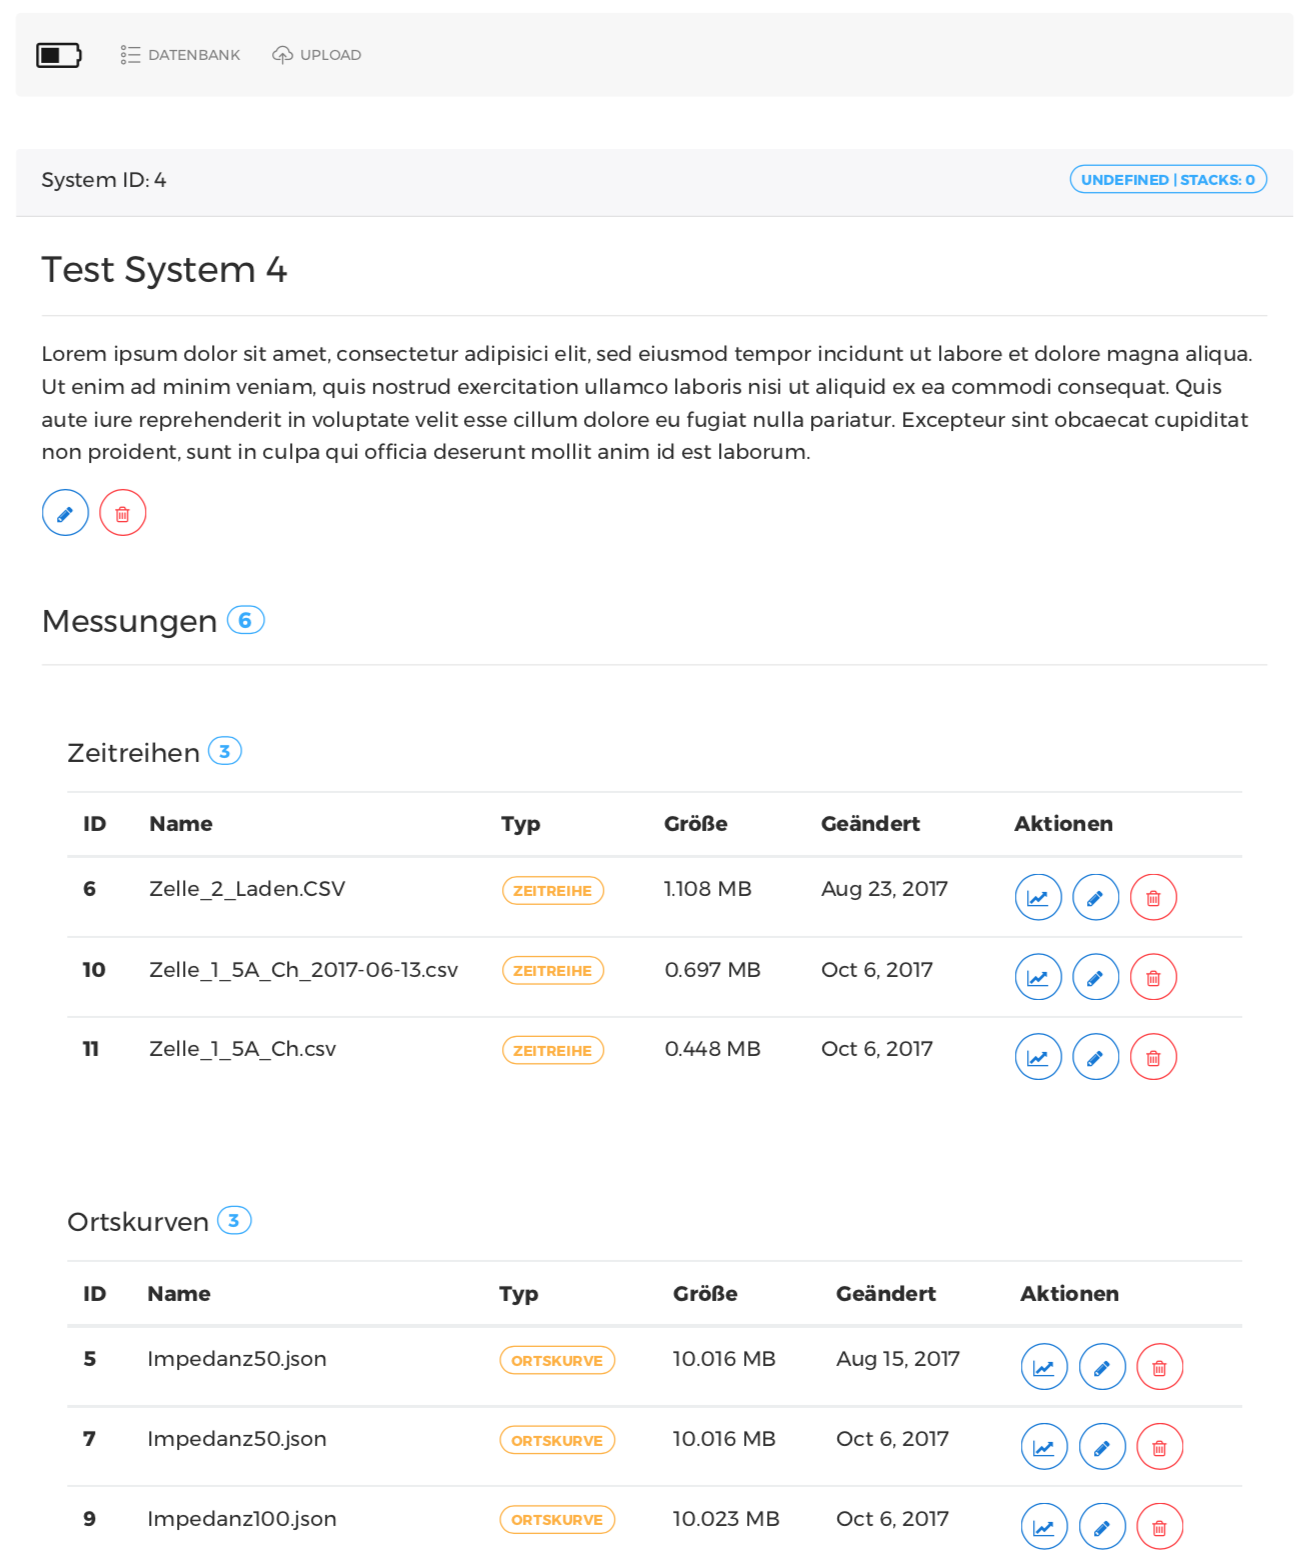 DATENBANK UPLOAD
System ID: 4 UNDEFINED | STACKS: 0
Test System 4
Lorem ipsum dolor sit amet, consectetur adipisici elit, sed eiusmod tempor incidunt ut labore et dolore magna aliqua.
Ut enim ad minim veniam, quis nostrud exercitation ullamco laboris nisi ut aliquid ex ea commodi consequat. Quis
aute iure reprehenderit in voluptate velit esse cillum dolore eu fugiat nulla pariatur. Excepteur sint obcaecat cupiditat
non proident, sunt in culpa qui officia deserunt mollit anim id est laborum.
Messungen 6
Zeitreihen 3
ID Name Typ Größe Geändert Aktionen
6 Zelle_2_Laden.CSV ZEITREIHE 1.108 MB Aug 23, 2017
10 Zelle_1_5A_Ch_2017-06-13.csv ZEITREIHE 0.697 MB Oct 6, 2017
11 Zelle_1_5A_Ch.csv ZEITREIHE 0.448 MB Oct 6, 2017
Ortskurven 3
ID Name Typ Größe Geändert Aktionen
5 Impedanz50.json ORTSKURVE 10.016 MB Aug 15, 2017
7 Impedanz50.json ORTSKURVE 10.016 MB Oct 6, 2017
9 Impedanz100.json ORTSKURVE 10.023 MB Oct 6, 2017